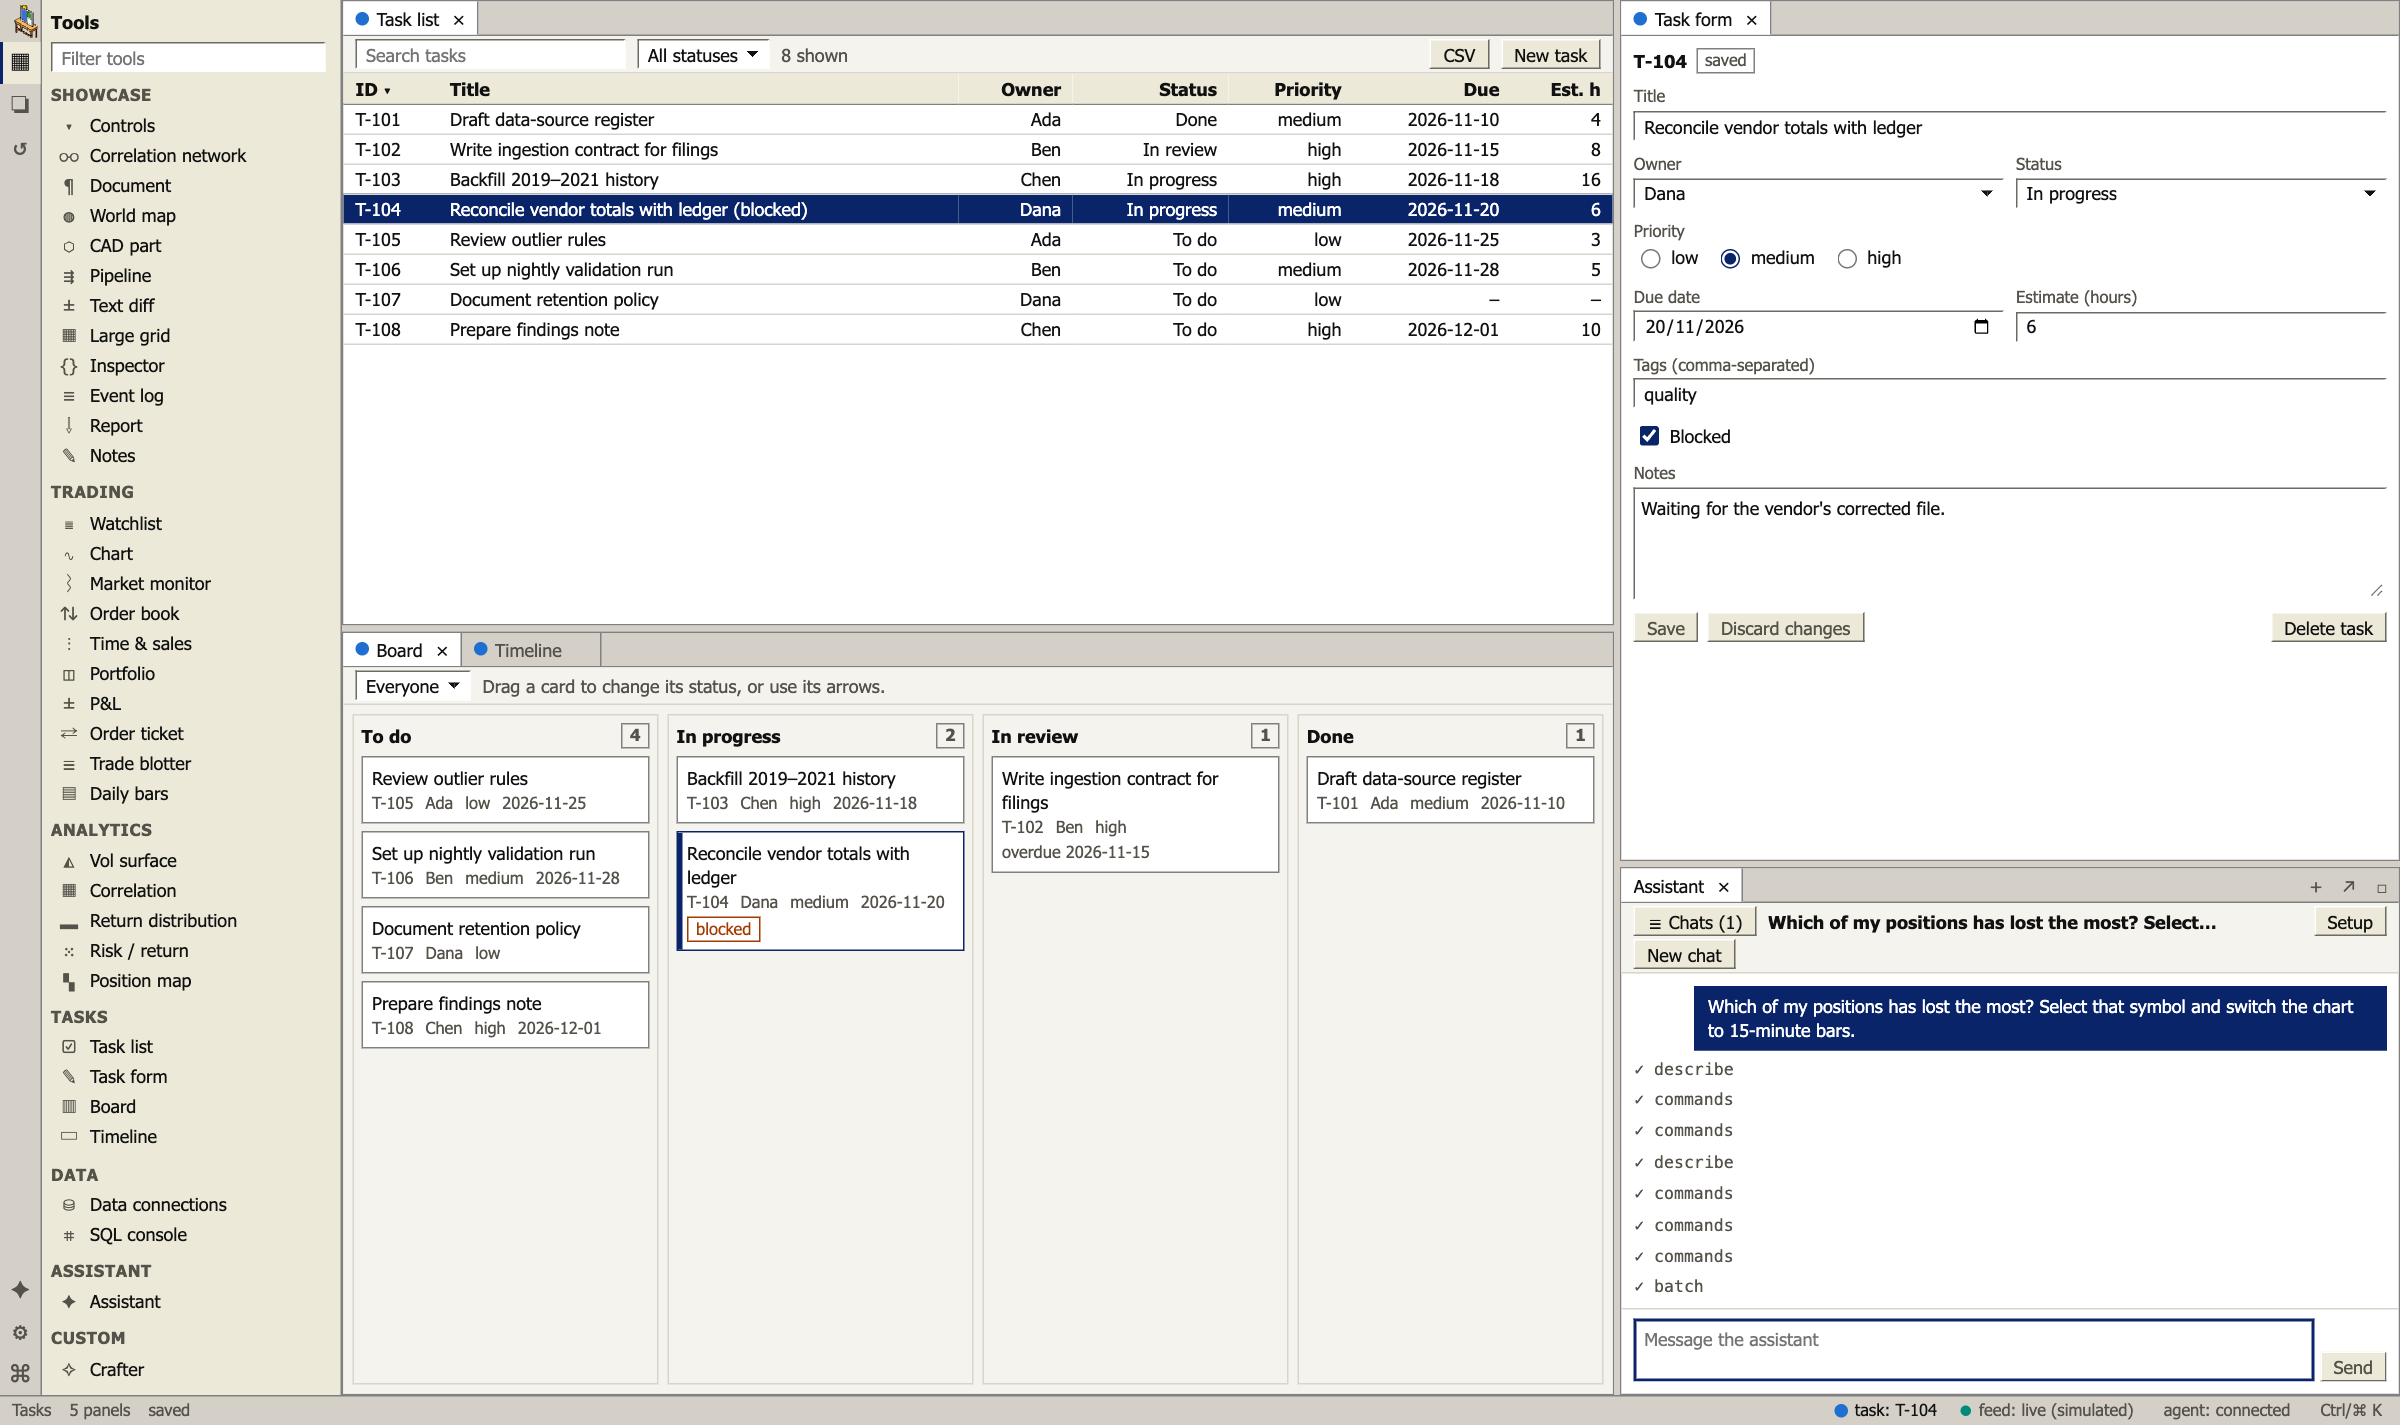 Tools
Filter tools
SHOWCASE
Controls
Correlation network
Document
World map
CAD part
Pipeline
Text diff
Large grid
Inspector
Event log
Report
Notes
TRADING
Watchlist
Chart
Market monitor
Order book
Time & sales
Portfolio
P&L
Order ticket
Trade blotter
Daily bars
ANALYTICS
Vol surface
Correlation
Return distribution
Risk / return
Position map
TASKS
Task list
Task form
Board
Timeline
DATA
Data connections
SQL console
ASSISTANT
Assistant
CUSTOM
Crafter
Task list
Search tasks All statuses 8 shown CSV New task
ID Title Owner Status Priority Due Est. h
T-101 Draft data-source register Ada Done medium 2026-11-10 4
T-102 Write ingestion contract for filings Ben In review high 2026-11-15 8
T-103 Backfill 2019–2021 history Chen In progress high 2026-11-18 16
T-104 Reconcile vendor totals with ledger (blocked) Dana In progress medium 2026-11-20 6
T-105 Review outlier rules Ada To do low 2026-11-25 3
T-106 Set up nightly validation run Ben To do medium 2026-11-28 5
T-107 Document retention policy Dana To do low – –
T-108 Prepare findings note Chen To do high 2026-12-01 10
Board Timeline
Everyone Drag a card to change its status, or use its arrows.
To do 4
Review outlier rules
T-105 Ada low 2026-11-25
Set up nightly validation run
T-106 Ben medium 2026-11-28
Document retention policy
T-107 Dana low
Prepare findings note
T-108 Chen high 2026-12-01
In progress 2
Backfill 2019–2021 history
T-103 Chen high 2026-11-18
Reconcile vendor totals with
ledger
T-104 Dana medium 2026-11-20
blocked
In review 1
Write ingestion contract for
filings
T-102 Ben high
overdue 2026-11-15
Done 1
Draft data-source register
T-101 Ada medium 2026-11-10
Task form
T-104 saved
Title
Reconcile vendor totals with ledger
Owner Status
Dana In progress
Priority
low medium high
Due date Estimate (hours)
20/11/2026 6
Tags (comma-separated)
quality
Blocked
Notes
Waiting for the vendor's corrected file.
Save Discard changes Delete task
Assistant
Chats (1) Which of my positions has lost the most? Select... Setup
New chat
Which of my positions has lost the most? Select that symbol and switch the chart
to 15-minute bars.
✓ describe
✓ commands
✓ commands
✓ describe
✓ commands
✓ commands
✓ commands
✓ batch
Message the assistant
Send
Tasks 5 panels saved task: T-104 feed: live (simulated) agent: connected Ctrl/⌘ K